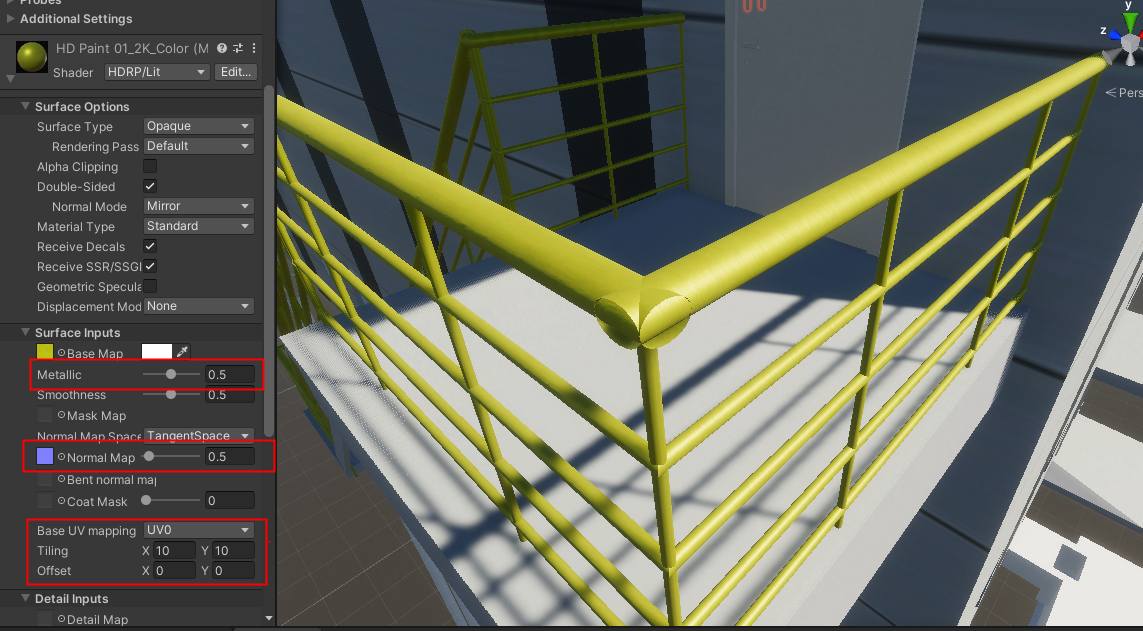 Probes
Additional Settings
HD Paint 01_2K_Color (M
Shader HDRP/Lit Edit...
Surface Options
Surface Type Opaque
Rendering Pass Default
Alpha Clipping
Double-Sided
Normal Mode Mirror
Material Type Standard
Receive Decals
Receive SSR/SSGI
Geometric Specula
Displacement Mod None
Surface Inputs
Base Map
Metallic 0.5
Smoothness 0.5
Mask Map
Normal Map Space TangentSpace
Normal Map 0.5
Bent normal map
Coat Mask 0
Base UV mapping UV0
Tiling X 10 Y 10
Offset X 0 Y 0
Detail Inputs
Detail Map
y
z
< Pers